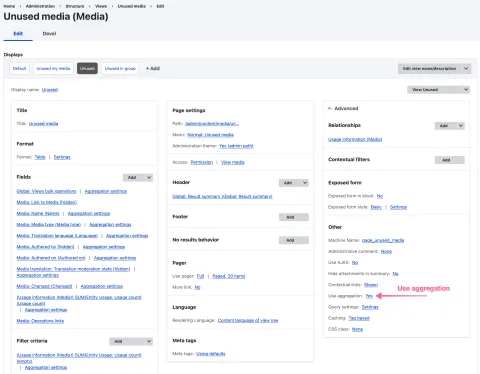 Home › Administration › Structure › Views › Unused media › Edit
Unused media (Media)
Edit Devel
Displays
Default Unused my media Unused Unused in group + Add Edit view name/description
Display name: Unused View Unused
Title
Title: Unused media
Format
Format: Table | Settings
Fields Add
Global: Views bulk operations | Aggregation settings
Media: Link to Media [hidden]
Media: Name (Name) | Aggregation settings
Media: Media type (Media type) | Aggregation settings
Media: Translation language (Language) | Aggregation settings
Media: Authored by [hidden] | Aggregation settings
Media: Authored on (Authored on) | Aggregation settings
Media translation: Translation moderation state [hidden] |
Aggregation settings
Media: Changed (Changed) | Aggregation settings
(Usage information (Media)) SUM(Entity Usage: Usage count)
(Usage count)
| Aggregation settings
Media: Operations links
Filter criteria Add
(Usage information (Media)) SUM(Entity Usage: Usage count)
(empty)
| Aggregation settings
Page settings
Path: /admin/content/media/un...
Menu: Normal: Unused media
Administration theme: Yes (admin path)
Access: Permission | View media
Header Add
Global: Result summary (Global: Result summary)
Footer Add
No results behavior Add
Pager
Use pager: Full | Paged, 20 items
More link: No
Language
Rendering Language: Content language of view row
Meta tags
Meta tags: Using defaults
Advanced
Relationships Add
Usage information (Media)
Contextual filters Add
Exposed form
Exposed form in block: No
Exposed form style: Basic | Settings
Other
Machine Name: page_unused_media
Administrative comment: None
Use AJAX: No
Hide attachments in summary: No
Contextual links: Shown
Use aggregation
Use aggregation: Yes
Query settings: Settings
Caching: Tag based
CSS class: None